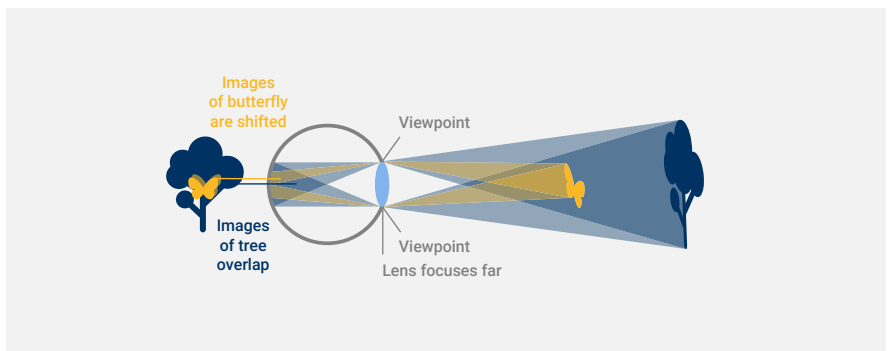 Images
of butterfly
are shifted
Viewpoint
Images
of tree
overlap
Viewpoint
Lens focuses far